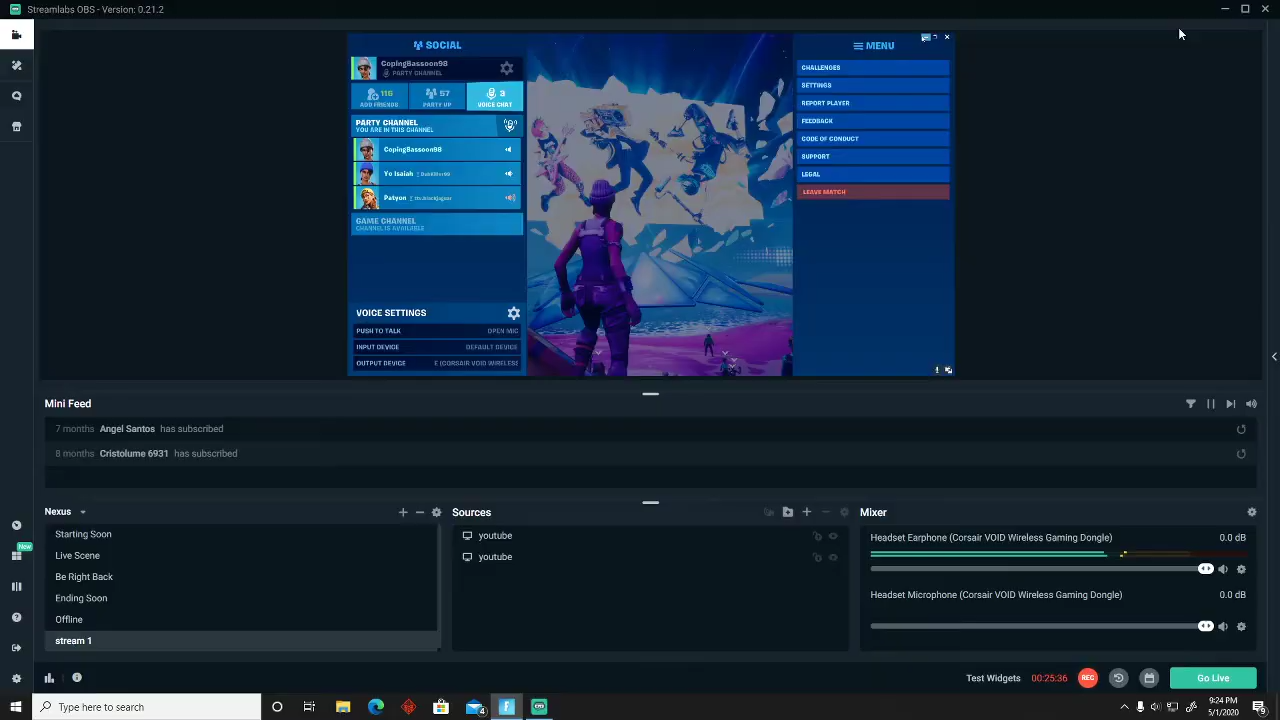 Streamlabs OBS - Version: 0.21.2
SOCIAL
CopingBassoon98
PARTY CHANNEL
116
ADD FRIENDS
57
PARTY UP
3
VOICE CHAT
PARTY CHANNEL
YOU ARE IN THIS CHANNEL
CopingBassoon98
Yo Isaiah
Patyon
GAME CHANNEL
CHANNEL IS AVAILABLE
VOICE SETTINGS
PUSH TO TALK OPEN MIC
INPUT DEVICE DEFAULT DEVICE
OUTPUT DEVICE E (CORSAIR VOID WIRELESS
MENU
CHALLENGES
SETTINGS
REPORT PLAYER
FEEDBACK
CODE OF CONDUCT
SUPPORT
LEGAL
LEAVE MATCH
Mini Feed
7 months Angel Santos has subscribed
8 months Cristolume 6931 has subscribed
Nexus
Starting Soon
Live Scene
Be Right Back
Ending Soon
Offline
stream 1
Sources
youtube
youtube
Mixer
Headset Earphone (Corsair VOID Wireless Gaming Dongle) 0.0 dB
Headset Microphone (Corsair VOID Wireless Gaming Dongle) 0.0 dB
New
Test Widgets 00:25:36 REC Go Live
Type here to search
4
9:24 PM
5/1/2020